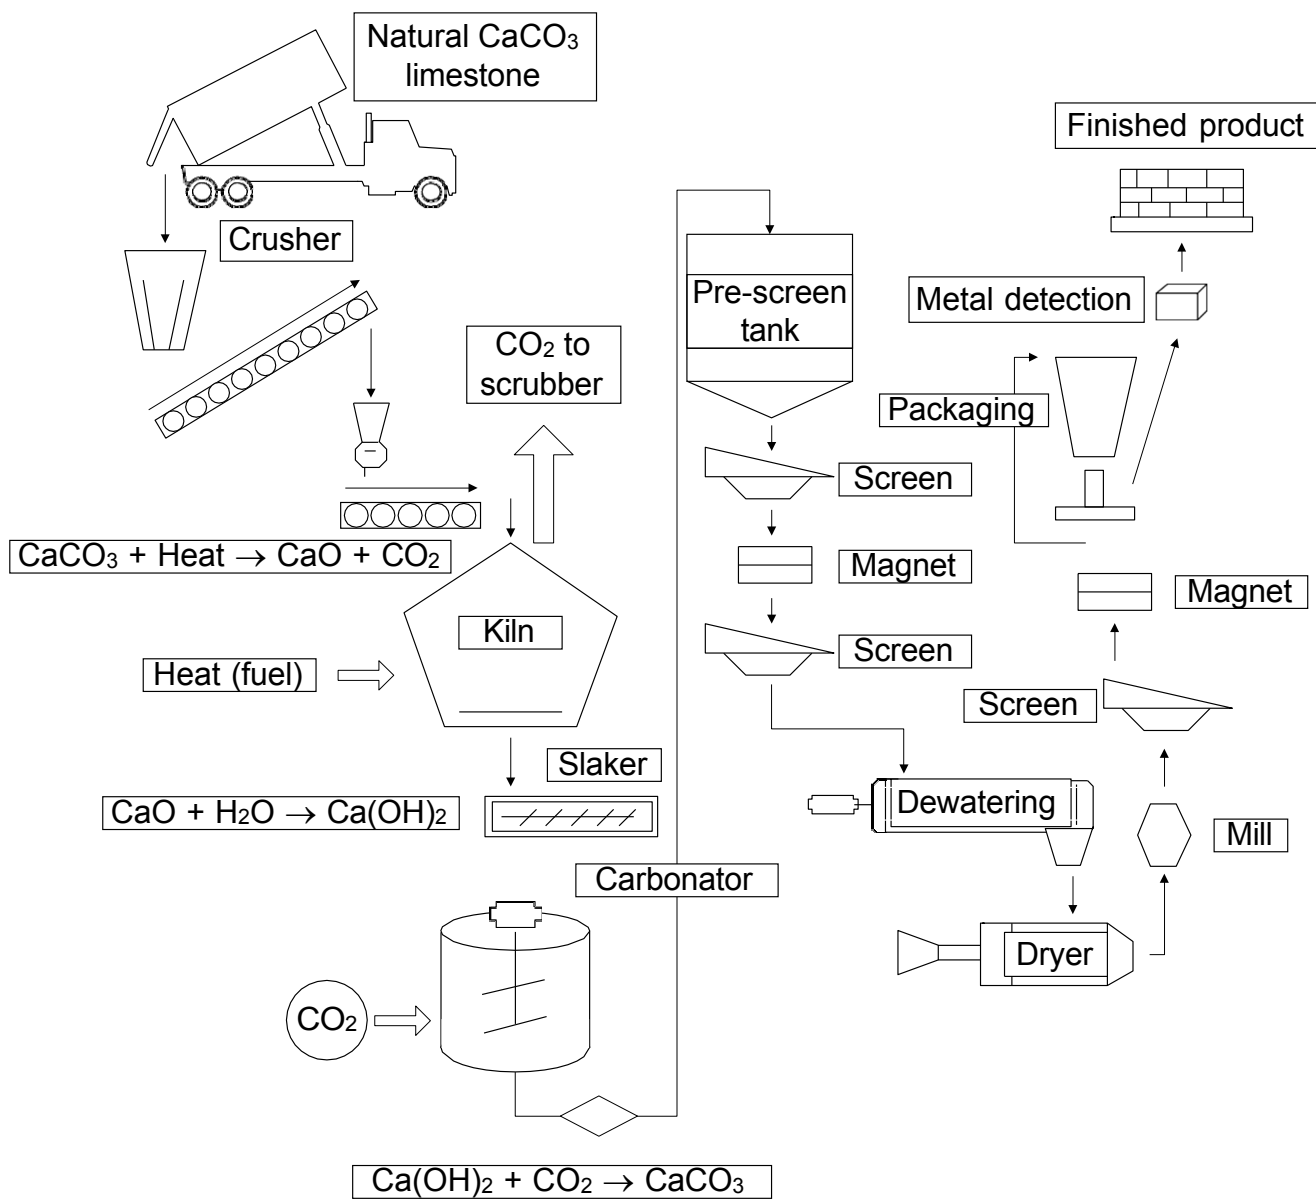 Natural CaCO₃
limestone
Crusher
CO₂ to
scrubber
CaCO₃ + Heat → CaO + CO₂
Kiln
Heat (fuel)
Slaker
CaO + H₂O → Ca(OH)₂
Carbonator
CO₂
Ca(OH)₂ + CO₂ → CaCO₃
Pre-screen
tank
Screen
Magnet
Screen
Dewatering
Dryer
Mill
Screen
Magnet
Packaging
Metal detection
Finished product